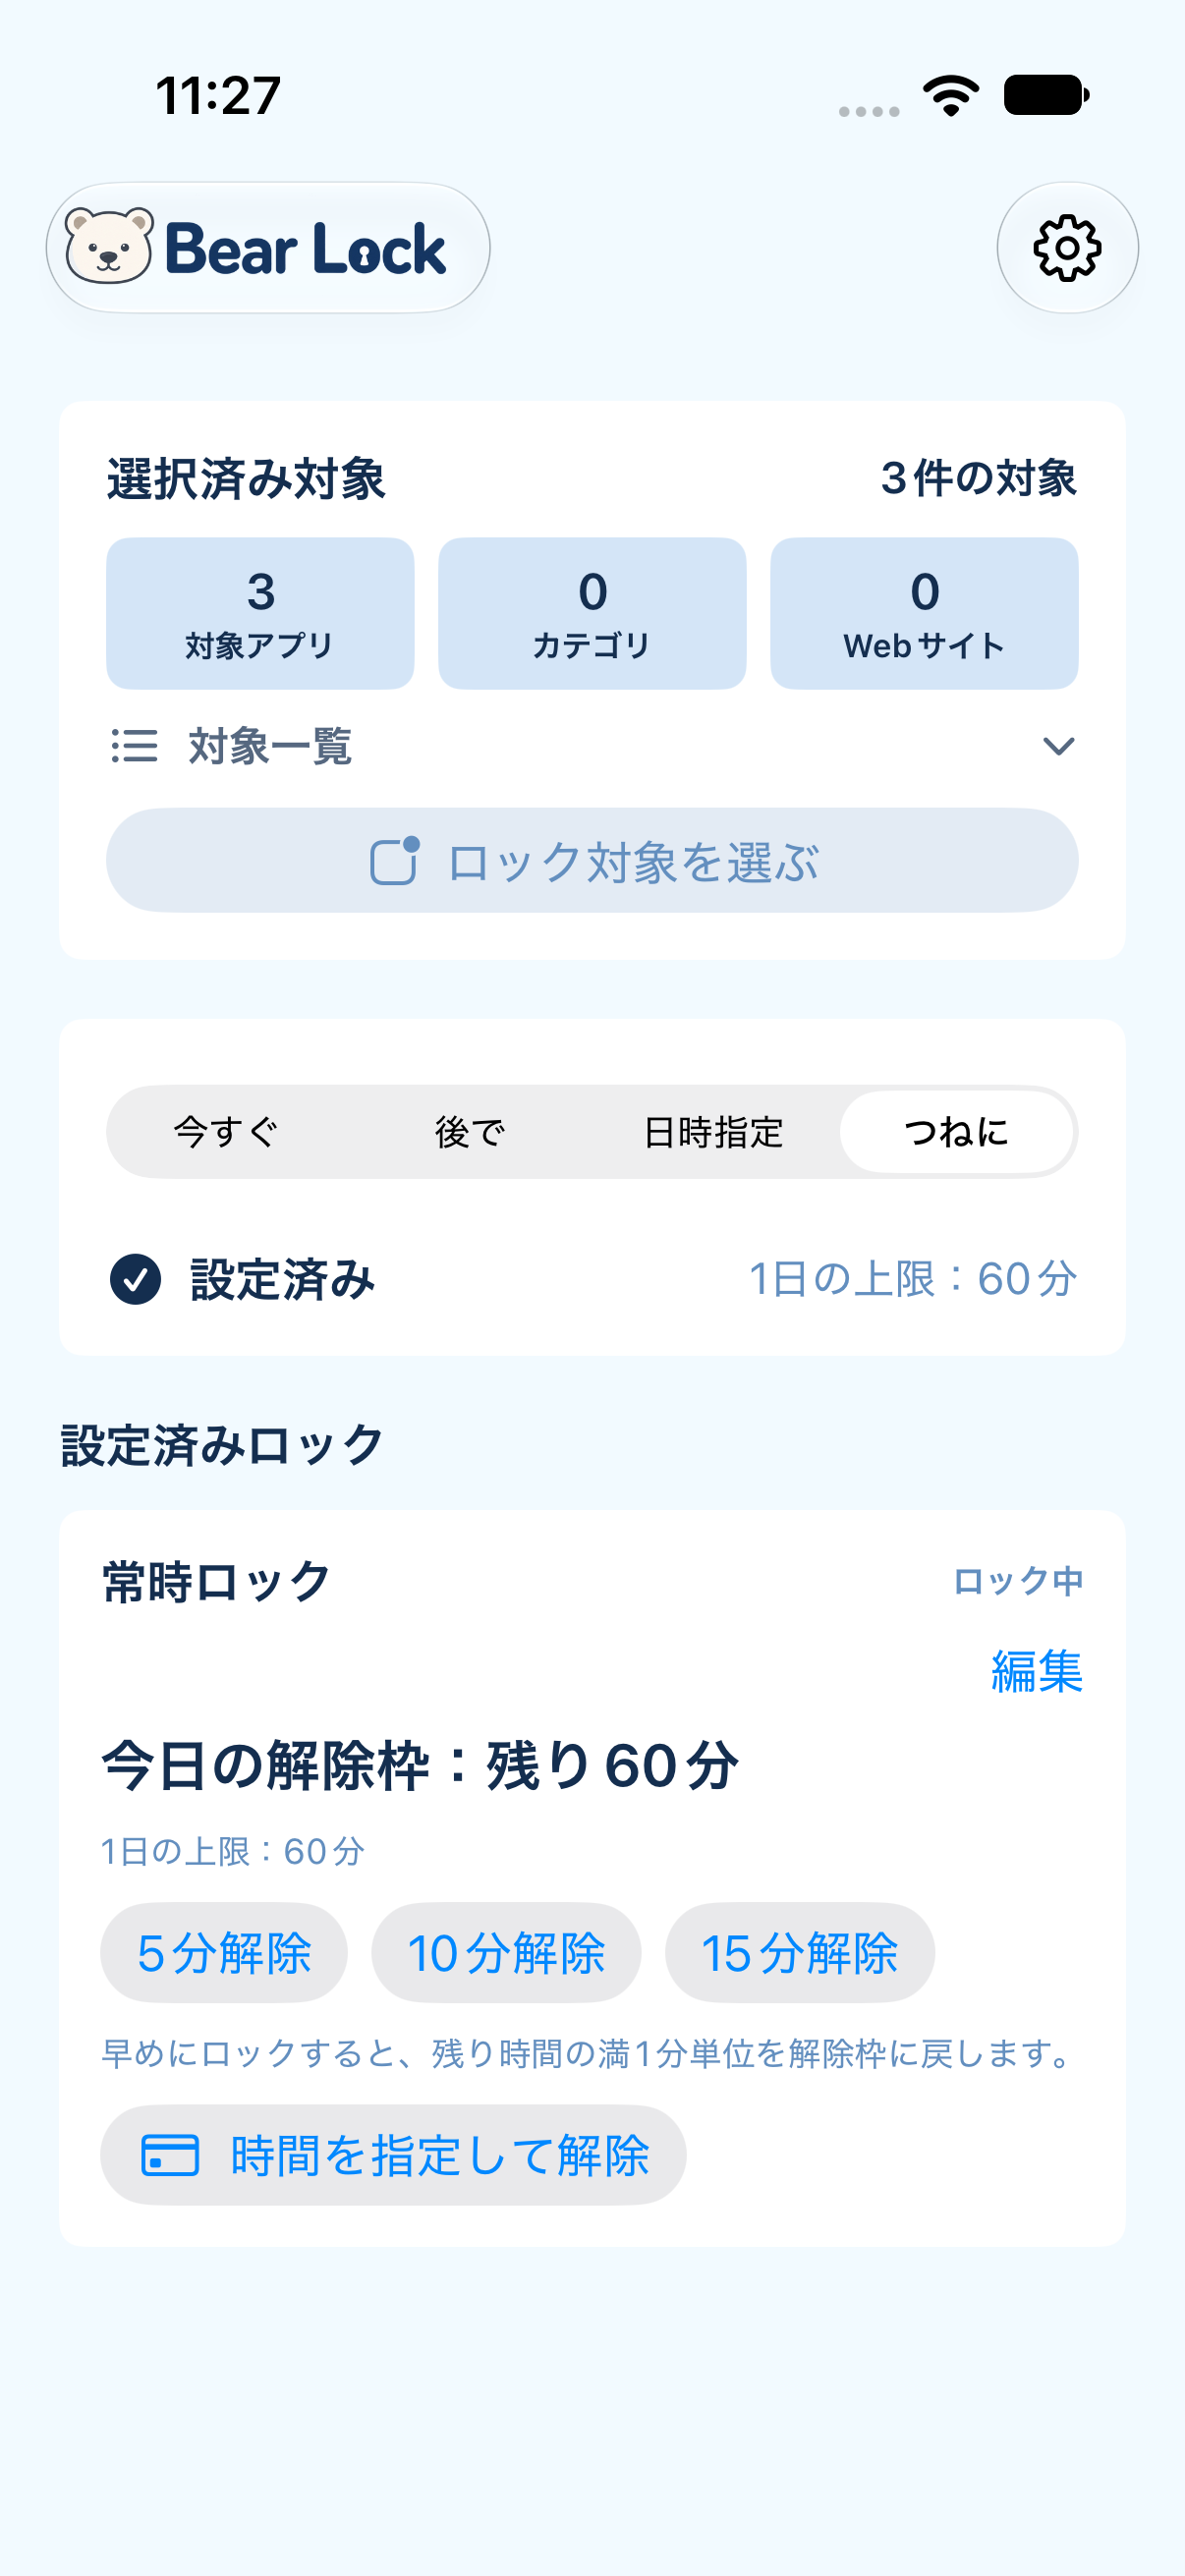 11:27
Bear Lock
選択済み対象
3件の対象
3
対象アプリ
0
カテゴリ
0
Webサイト
対象一覧
ロック対象を選ぶ
今すぐ
後で
日時指定
つねに
設定済み
1日の上限：60分
設定済みロック
常時ロック
ロック中
編集
今日の解除枠：残り60分
1日の上限：60分
5分解除
10分解除
15分解除
早めにロックすると、残り時間の満1分単位を解除枠に戻します。
時間を指定して解除